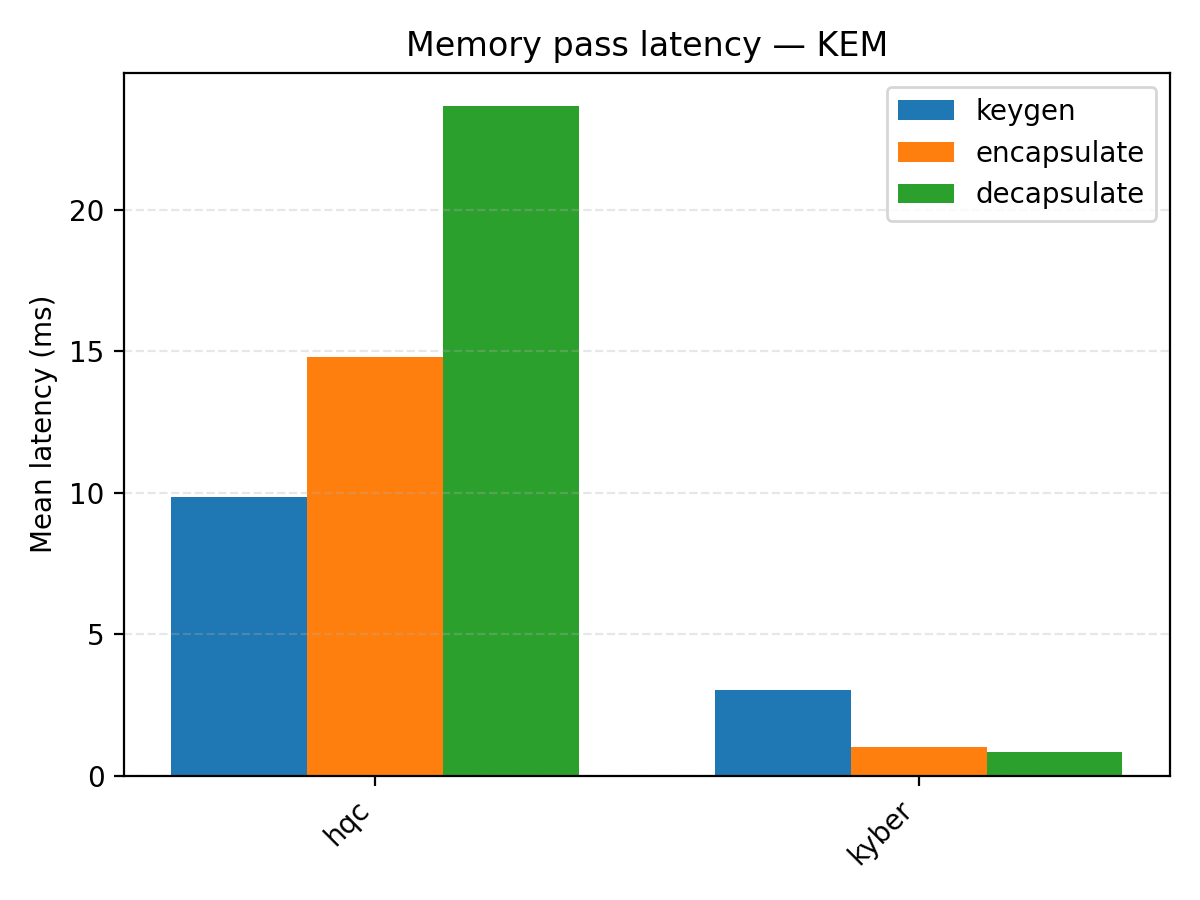 Memory pass latency — KEM
keygen
encapsulate
decapsulate
Mean latency (ms)
20
15
10
5
0
hqc
kyber